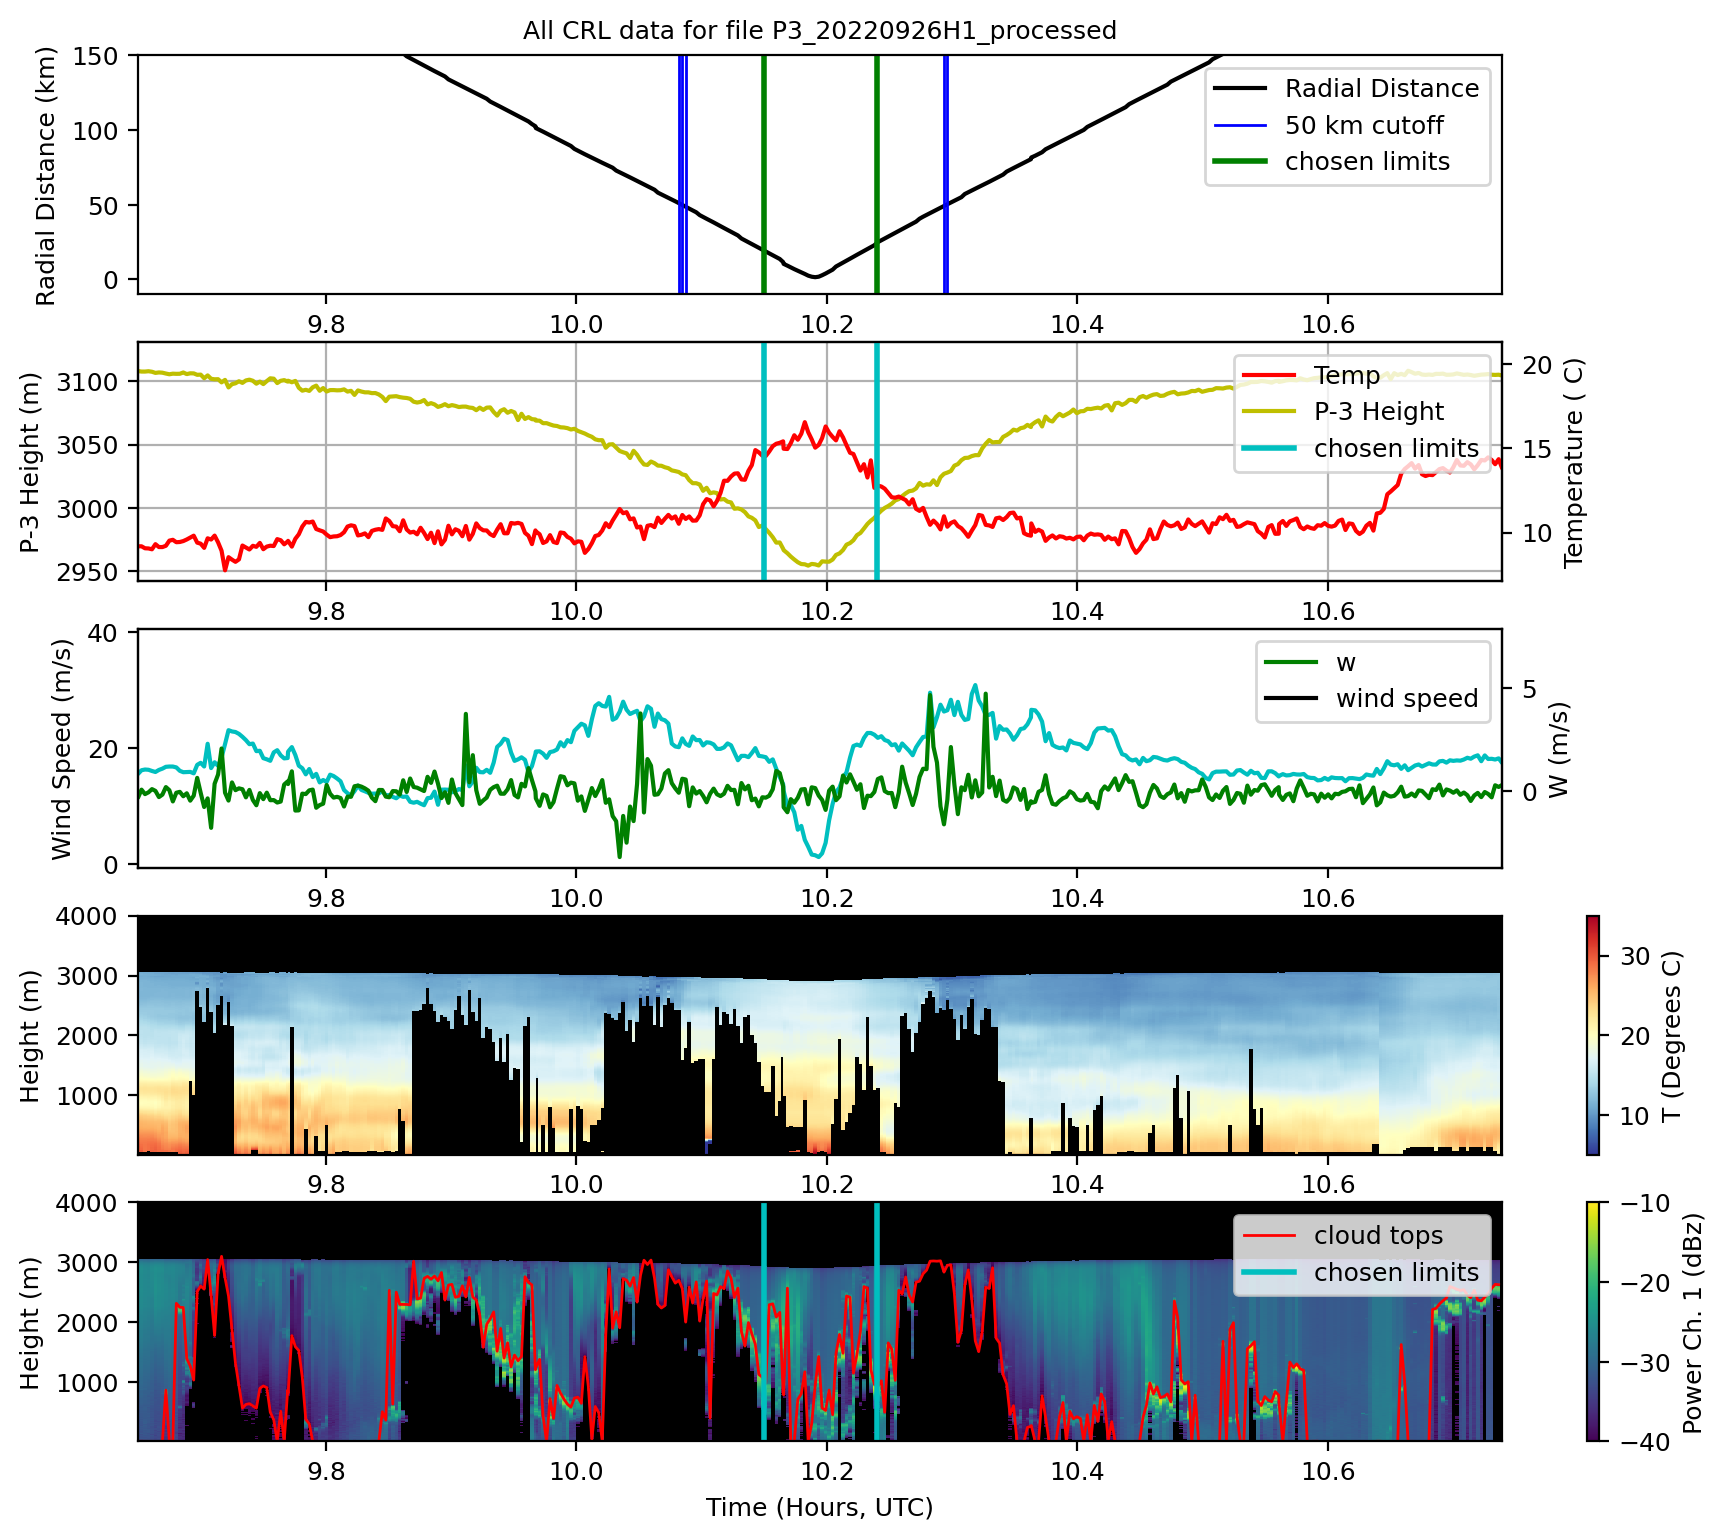 All CRL data for file P3_20220926H1_processed
Radial Distance (km)
150
100
50
0
Radial Distance
50 km cutoff
chosen limits
9.8 10.0 10.2 10.4 10.6
P-3 Height (m)
3100
3050
3000
2950
Temp
P-3 Height
chosen limits
20
15
10
Temperature ( C)
9.8 10.0 10.2 10.4 10.6
Wind Speed (m/s)
40
20
0
w
wind speed
5
0
W (m/s)
9.8 10.0 10.2 10.4 10.6
Height (m)
4000
3000
2000
1000
30
20
10
T (Degrees C)
9.8 10.0 10.2 10.4 10.6
Height (m)
4000
3000
2000
1000
cloud tops
chosen limits
−10
−20
−30
−40
Power Ch. 1 (dBz)
9.8 10.0 10.2 10.4 10.6
Time (Hours, UTC)